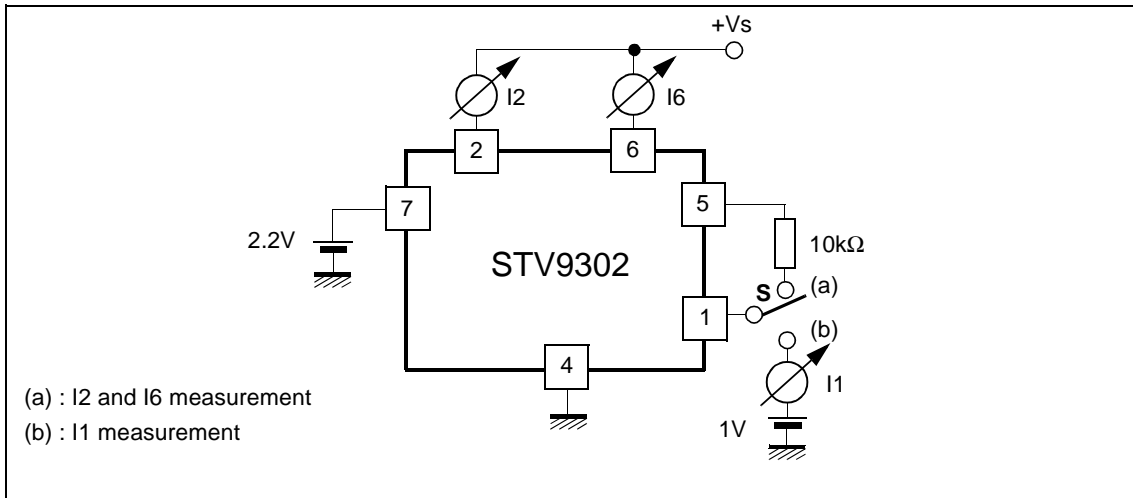 +Vs
I2
I6
2
6
7
5
2.2V
10kΩ
STV9302
S
(a)
1
(b)
4
I1
(a) : I2 and I6 measurement
1V
(b) : I1 measurement